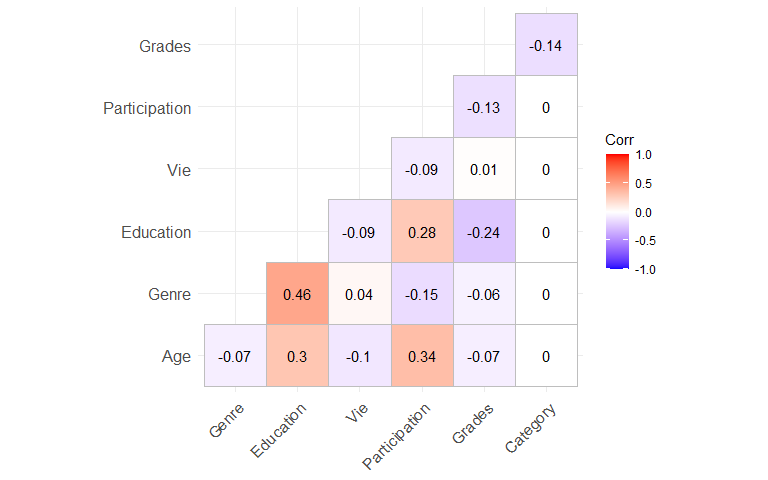 Grades -0.14
Participation -0.13 0
Vie -0.09 0.01 0
Education -0.09 0.28 -0.24 0
Genre 0.46 0.04 -0.15 -0.06 0
Age -0.07 0.3 -0.1 0.34 -0.07 0
Genre Education Vie Participation Grades Category
Corr
1.0
0.5
0.0
-0.5
-1.0